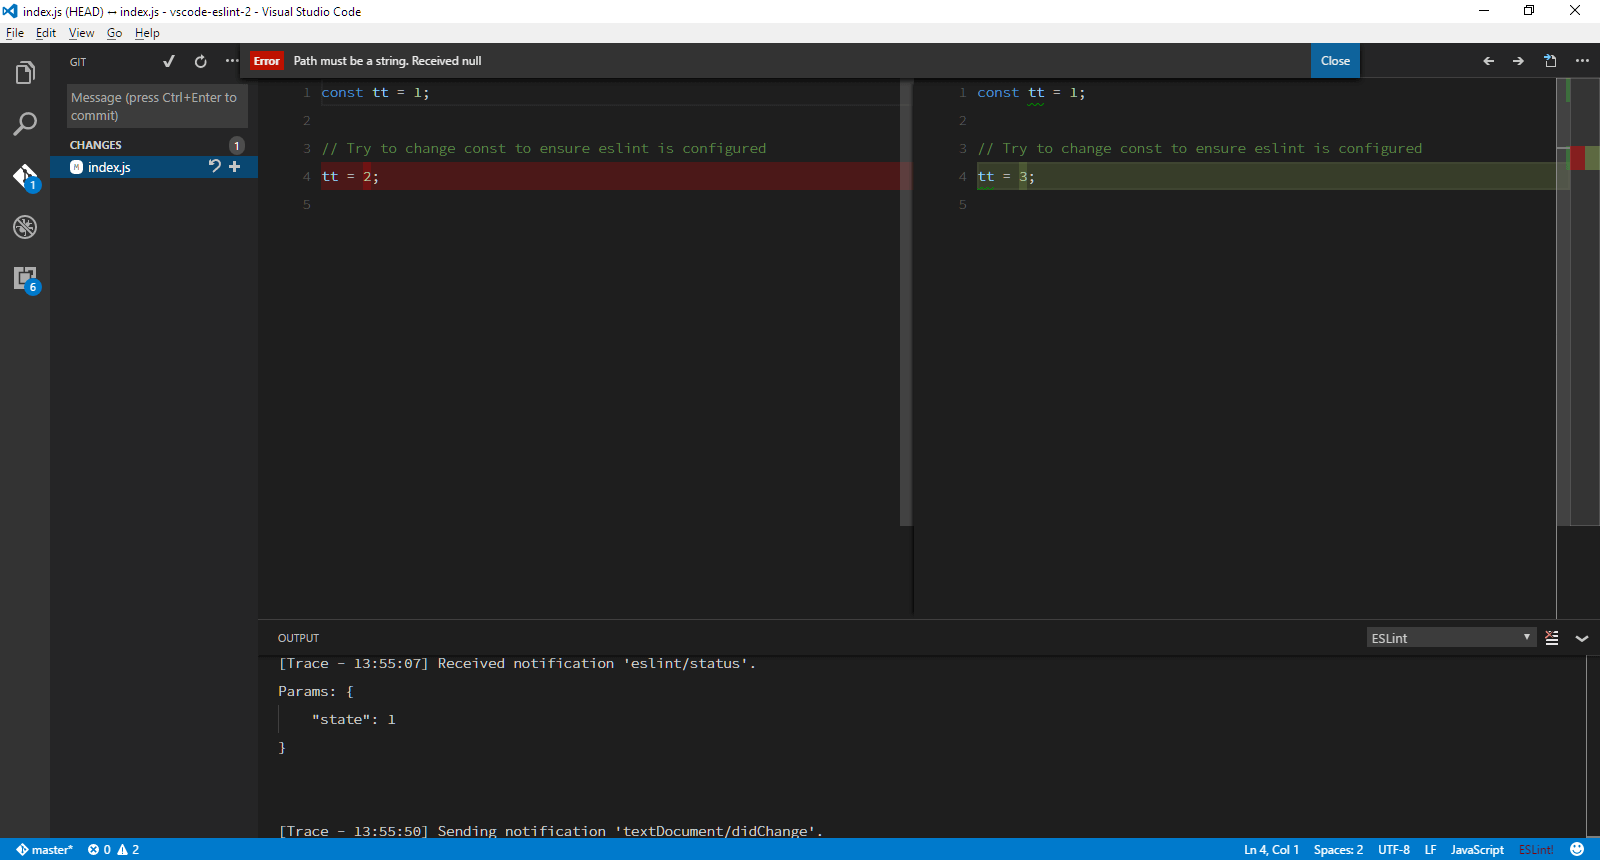 index.js (HEAD) ↔ index.js - vscode-eslint-2 - Visual Studio Code
File Edit View Go Help
GIT
Error Path must be a string. Received null Close
Message (press Ctrl+Enter to
commit)
CHANGES 1
M index.js
1
6
1 const tt = 1;
2
3 // Try to change const to ensure eslint is configured
4 tt = 2;
5
1 const tt = 1;
2
3 // Try to change const to ensure eslint is configured
4 tt = 3;
5
OUTPUT ESLint
[Trace - 13:55:07] Received notification 'eslint/status'.
Params: {
"state": 1
}
[Trace - 13:55:50] Sending notification 'textDocument/didChange'.
master* 0 2 Ln 4, Col 1 Spaces: 2 UTF-8 LF JavaScript ESLint!